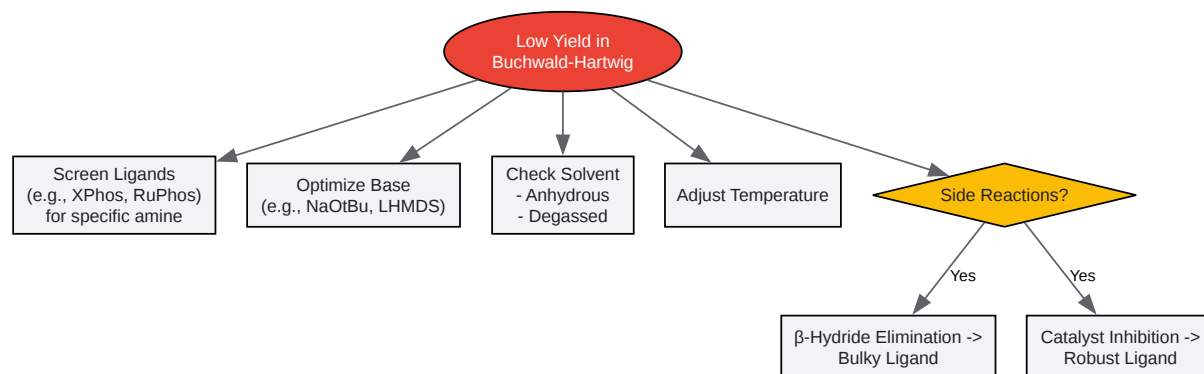 Low Yield in
Buchwald-Hartwig
Screen Ligands
(e.g., XPhos, RuPhos)
for specific amine
Optimize Base
(e.g., NaOtBu, LHMDS)
Check Solvent
- Anhydrous
- Degassed
Adjust Temperature
Side Reactions?
Yes
Yes
β-Hydride Elimination ->
Bulky Ligand
Catalyst Inhibition ->
Robust Ligand